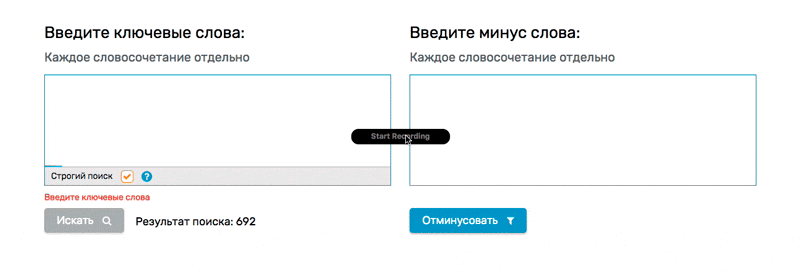 Введите ключевые слова:
Каждое словосочетание отдельно
Строгий поиск ?
Введите ключевые слова
Искать
Результат поиска: 692
Введите минус слова:
Каждое словосочетание отдельно
Отминусовать
Start Recording